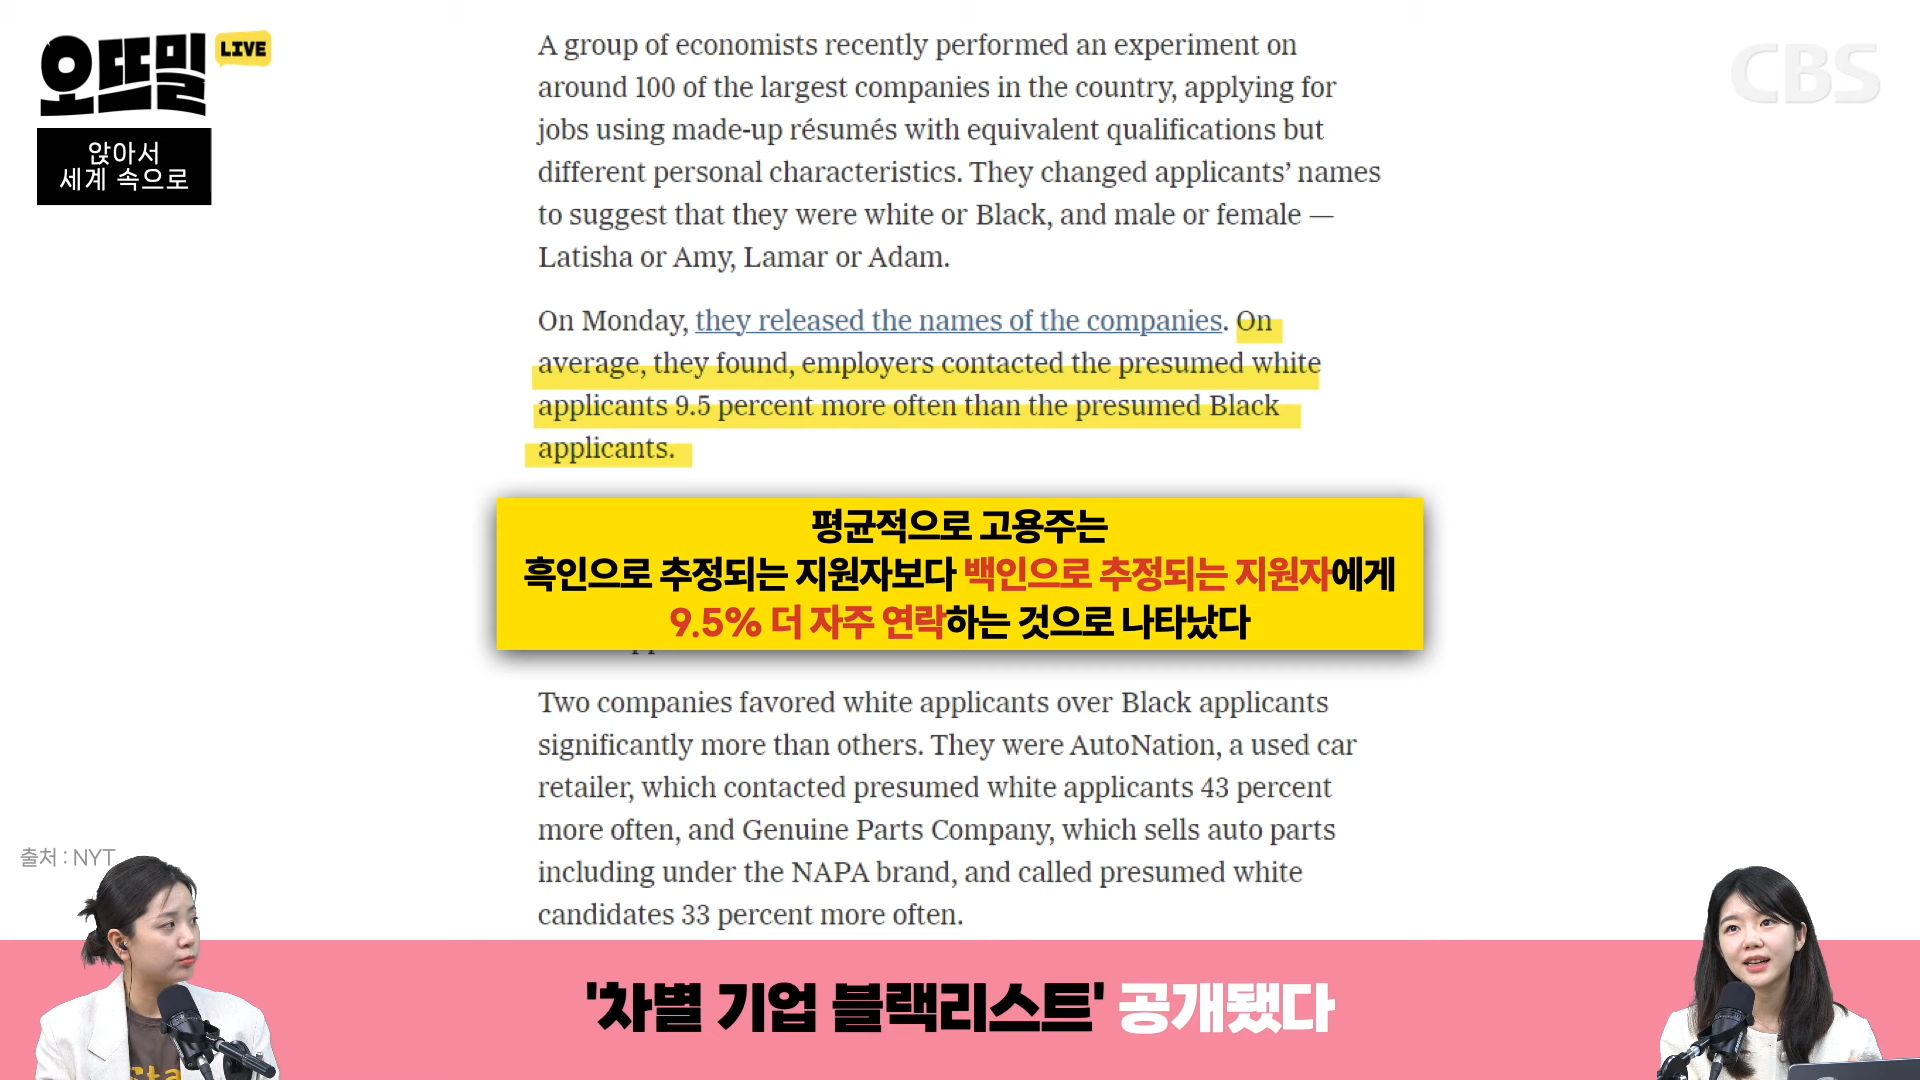 오뜨밀
LIVE
앉아서
세계 속으로
CBS
A group of economists recently performed an experiment on
around 100 of the largest companies in the country, applying for
jobs using made-up résumés with equivalent qualifications but
different personal characteristics. They changed applicants’ names
to suggest that they were white or Black, and male or female —
Latisha or Amy, Lamar or Adam.
On Monday, they released the names of the companies. On
average, they found, employers contacted the presumed white
applicants 9.5 percent more often than the presumed Black
applicants.
평균적으로 고용주는
흑인으로 추정되는 지원자보다 백인으로 추정되는 지원자에게
9.5% 더 자주 연락하는 것으로 나타났다
Two companies favored white applicants over Black applicants
significantly more than others. They were AutoNation, a used car
retailer, which contacted presumed white applicants 43 percent
more often, and Genuine Parts Company, which sells auto parts
including under the NAPA brand, and called presumed white
candidates 33 percent more often.
출처 : NYT
'차별 기업 블랙리스트' 공개됐다